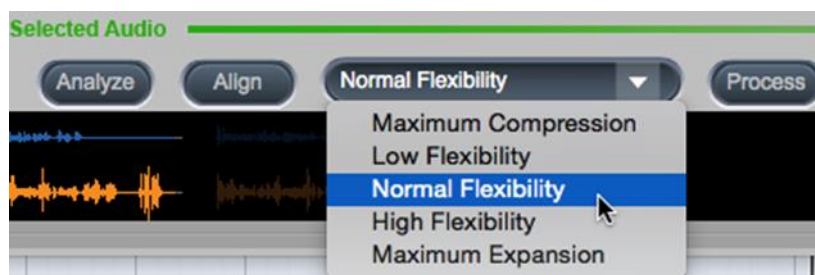 Selected Audio
Analyze Align Normal Flexibility Process
Maximum Compression
Low Flexibility
Normal Flexibility
High Flexibility
Maximum Expansion